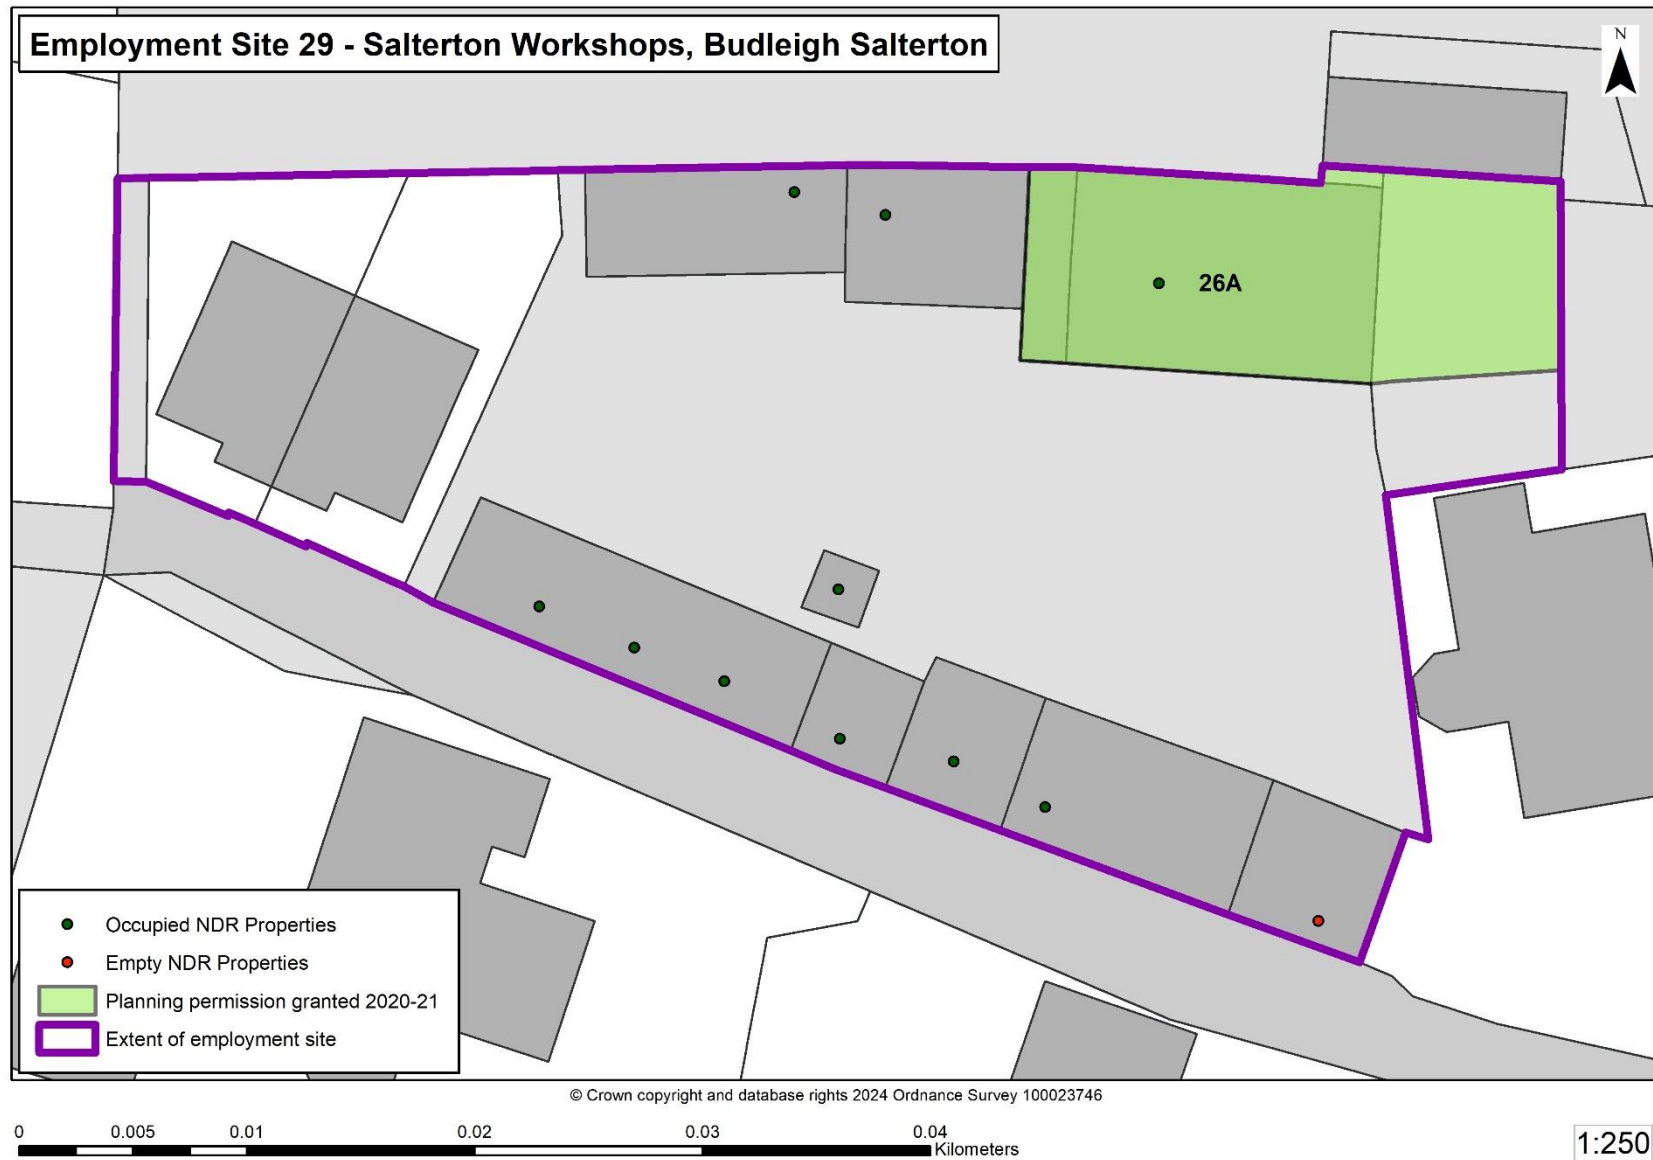 Employment Site 29 - Salterton Workshops, Budleigh Salterton
N
26A
Occupied NDR Properties
Empty NDR Properties
Planning permission granted 2020-21
Extent of employment site
© Crown copyright and database rights 2024 Ordnance Survey 100023746
0 0.005 0.01 0.02 0.03 0.04
Kilometers
1:250